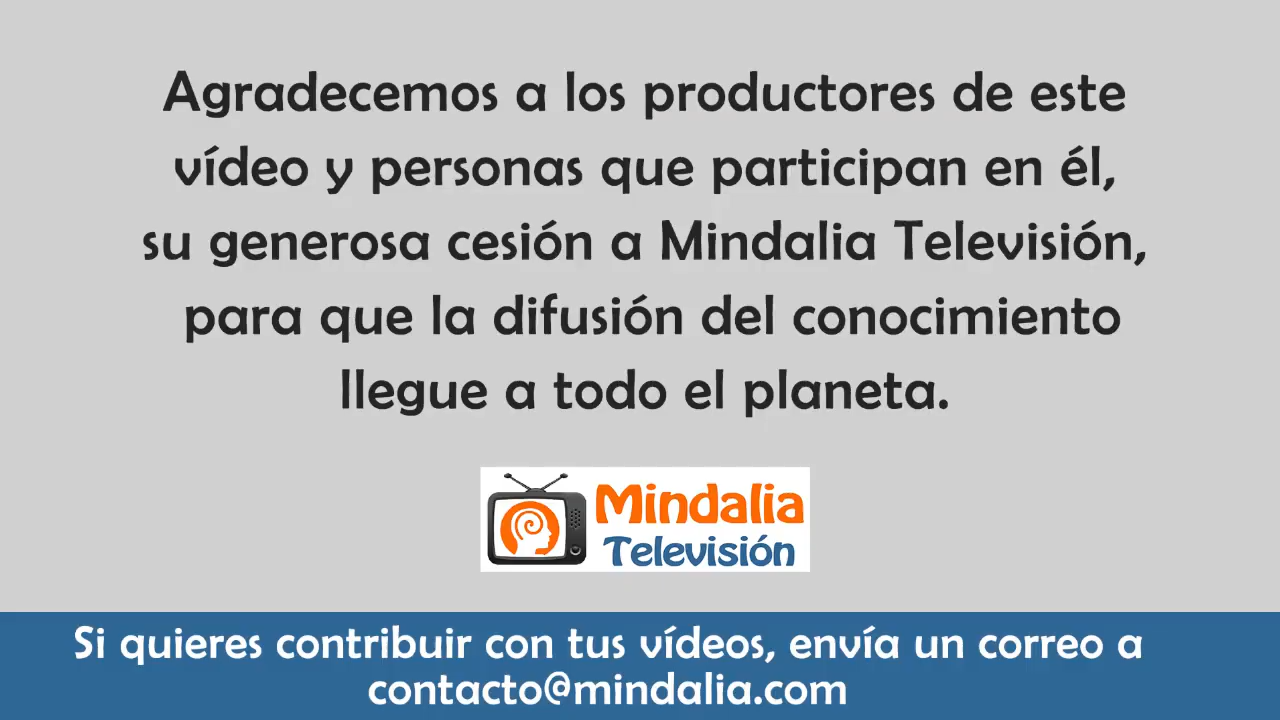 Agradecemos a los productores de este
vídeo y personas que participan en él,
su generosa cesión a Mindalia Televisión,
para que la difusión del conocimiento
llegue a todo el planeta.
Mindalia
Televisión
Si quieres contribuir con tus vídeos, envía un correo a
contacto@mindalia.com